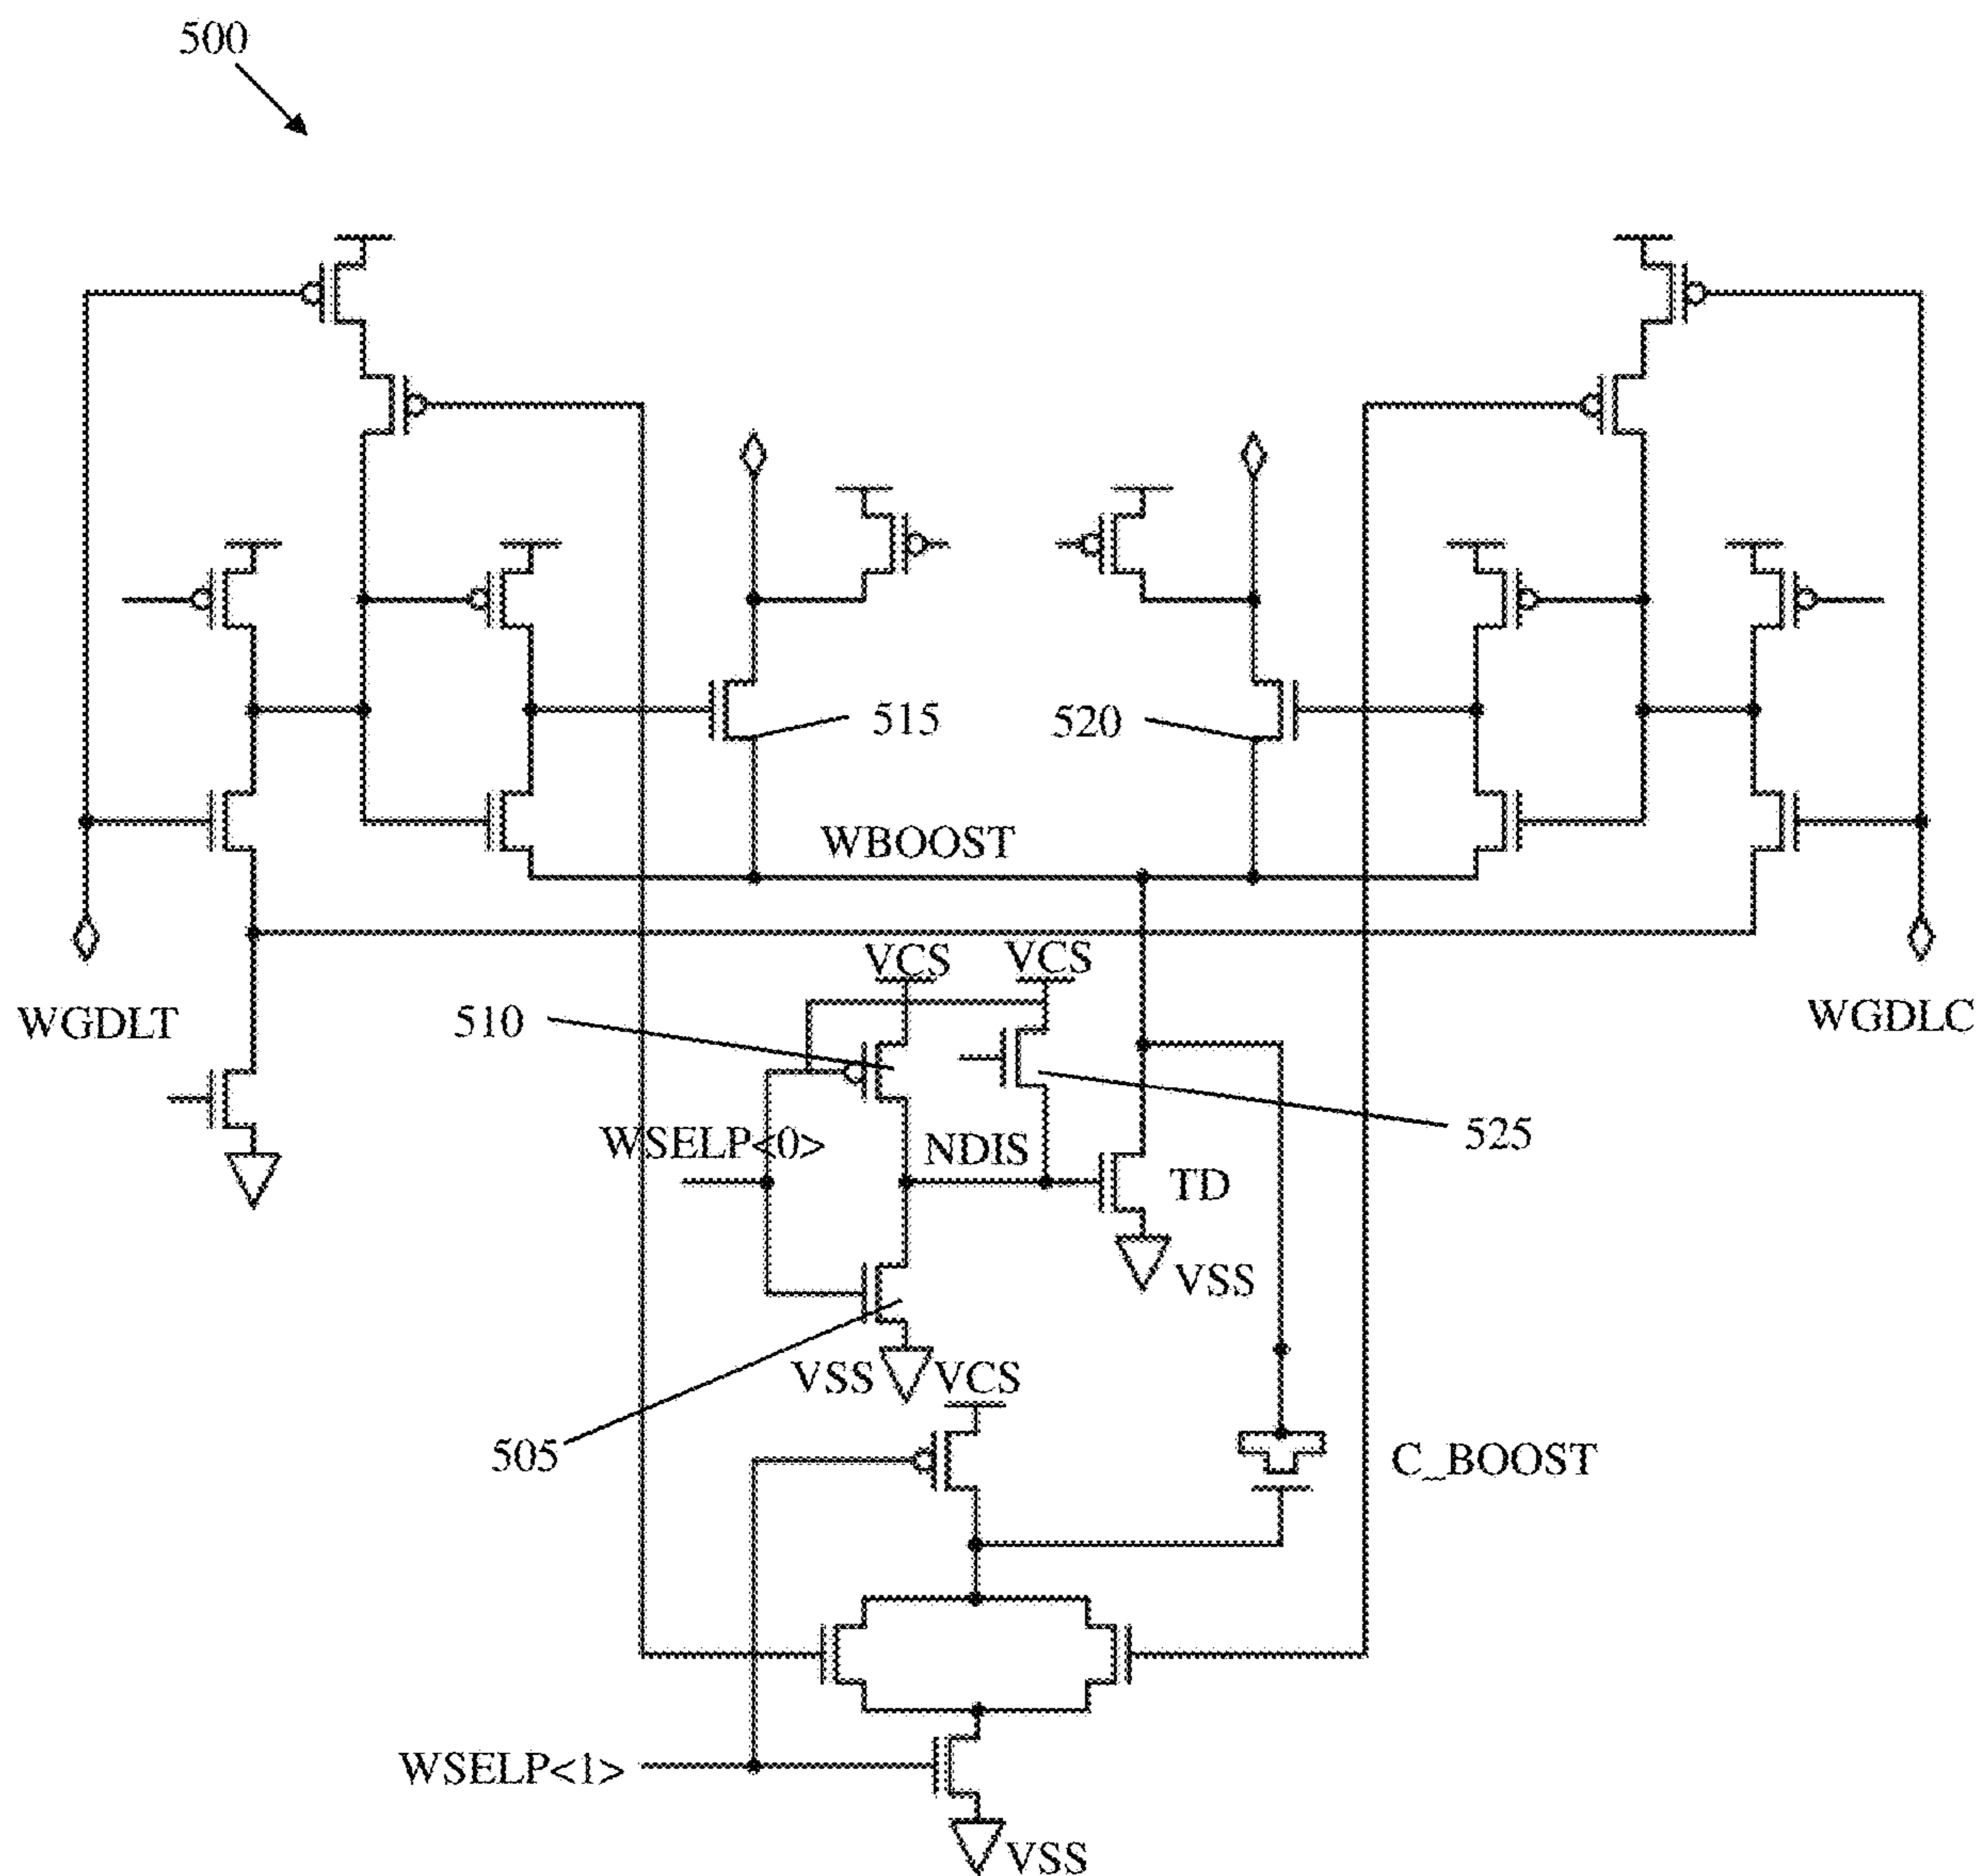 500
515
520
WBOOST
VCS
VCS
WGDLT
510
WGDLC
WSELP<0>
NDIS
525
TD
VSS
VSS
VCS
505
C_BOOST
WSELP<1>
VSS